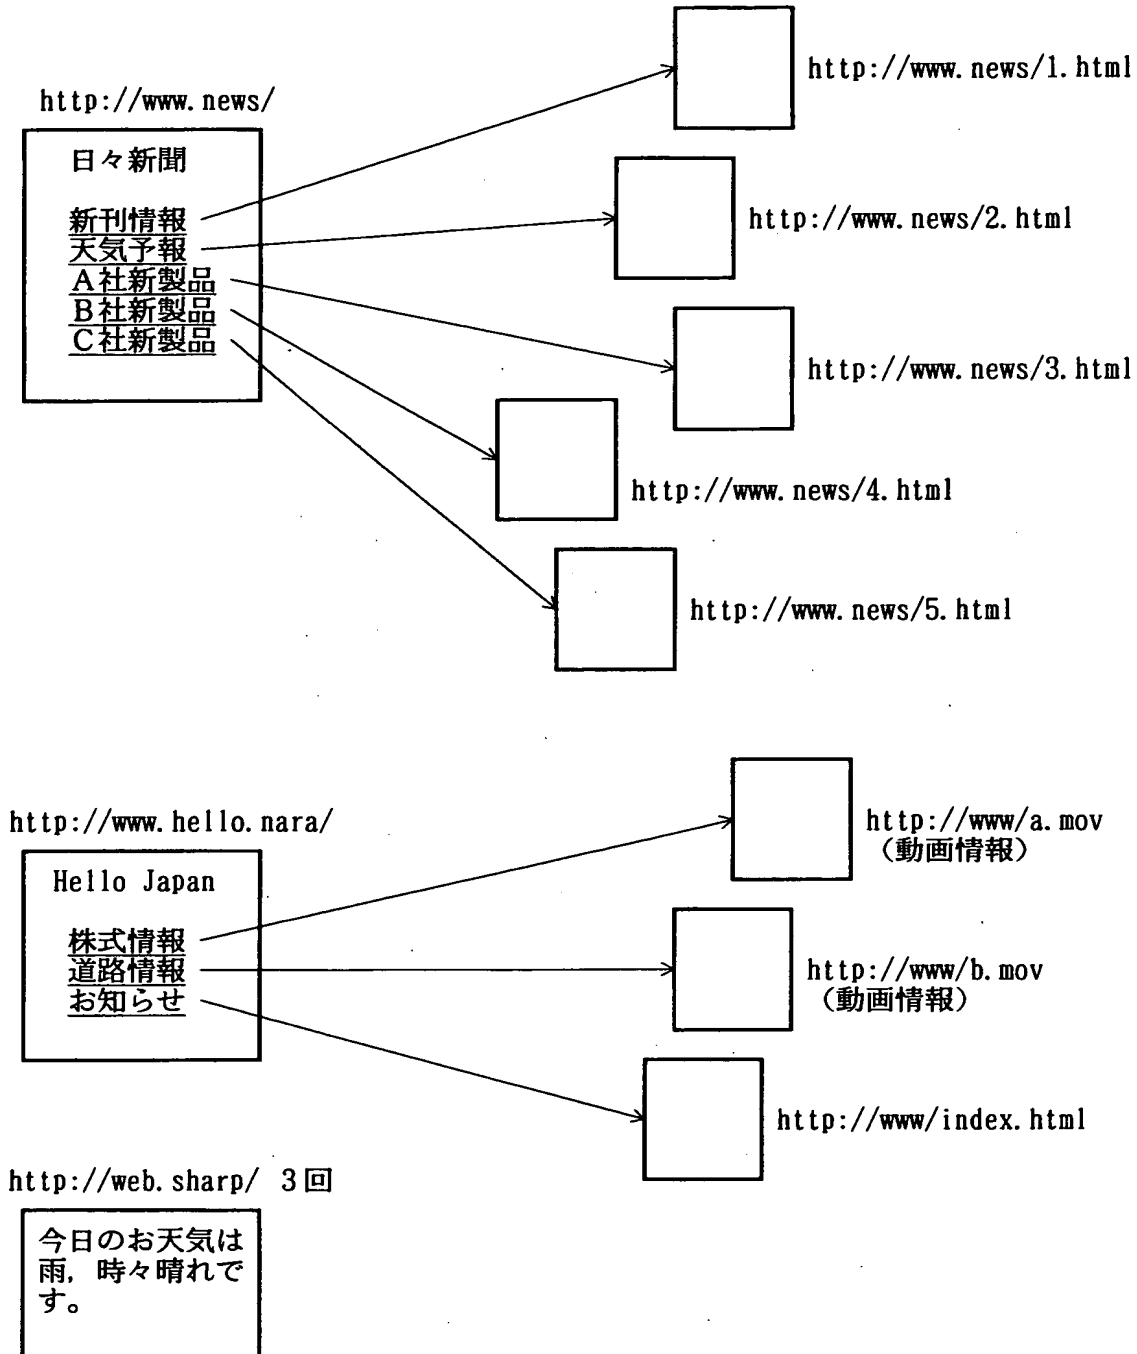 http://www.news/1.html
http://www.news/
日々新聞
新刊情報
天気予報
A社新製品
B社新製品
C社新製品
http://www.news/2.html
http://www.news/3.html
http://www.news/4.html
http://www.news/5.html
http://www.hello.nara/
Hello Japan
株式情報
道路情報
お知らせ
http://www/a.mov
(動画情報)
http://www/b.mov
(動画情報)
http://www/index.html
http://web.sharp/ 3回
今日のお天気は
雨，時々晴れで
す。